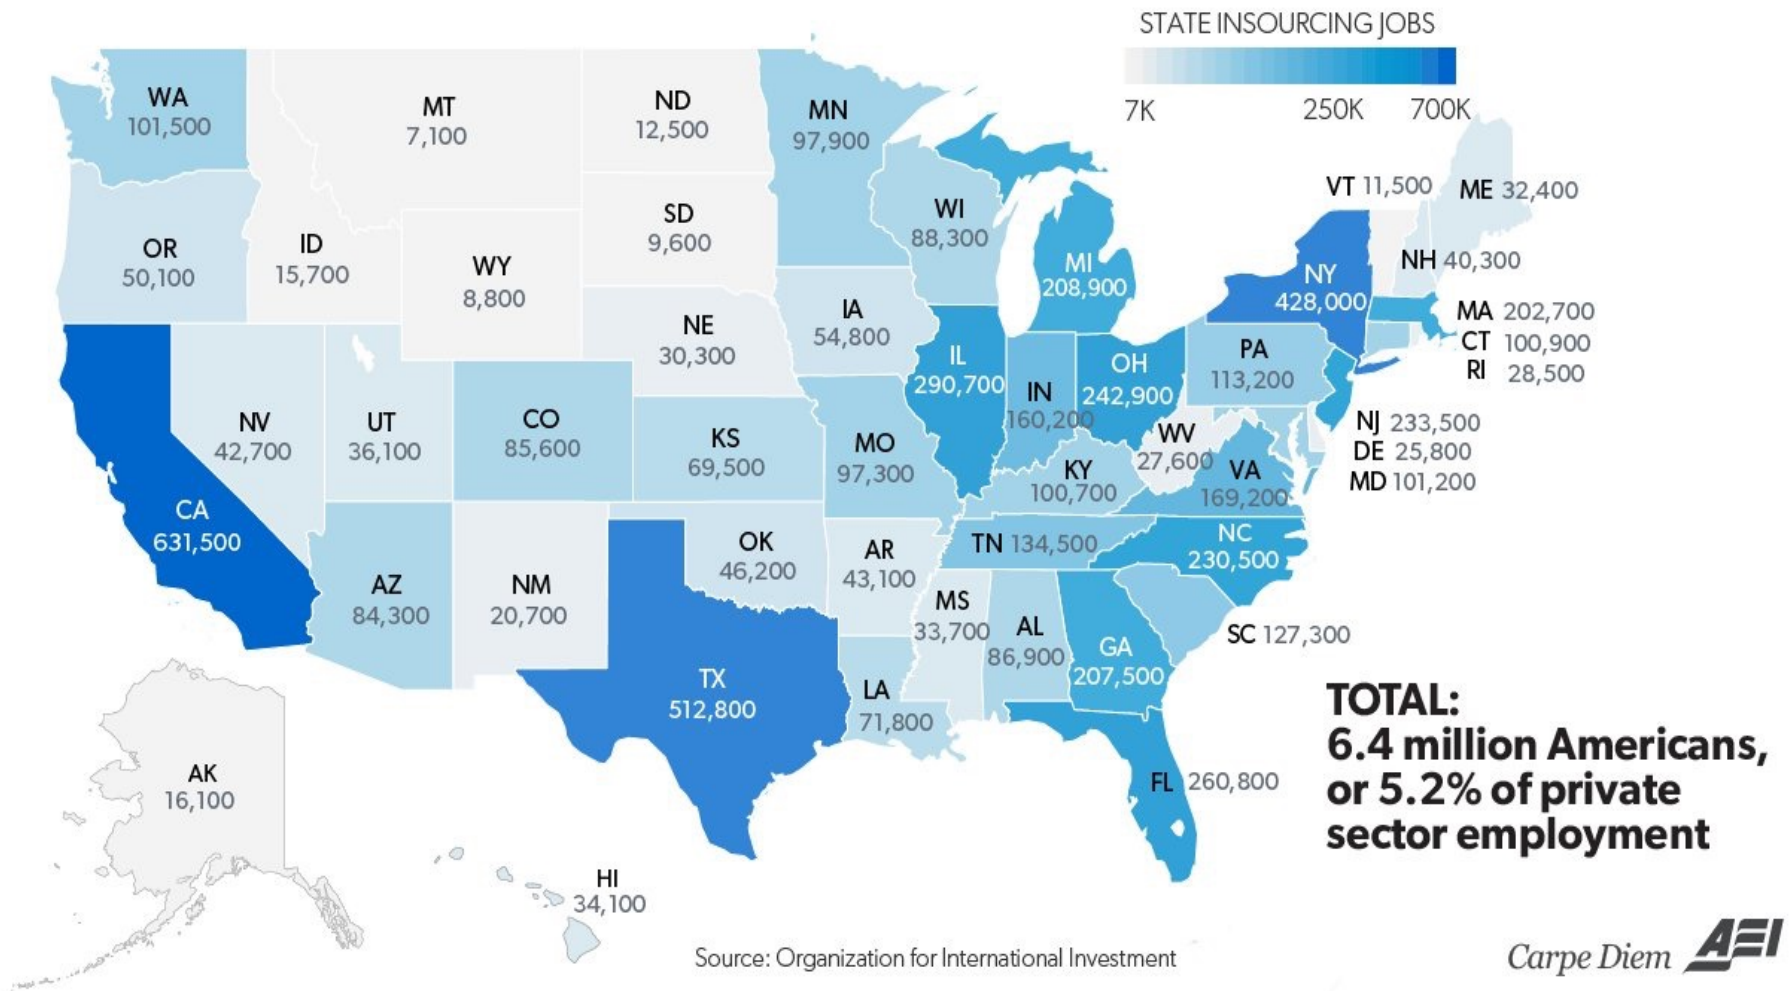 STATE INSOURCING JOBS
7K 250K 700K
WA
101,500
MT
7,100
ND
12,500
MN
97,900
VT 11,500
ME 32,400
OR
50,100
ID
15,700
WY
8,800
SD
9,600
WI
88,300
MI
208,900
NY
428,000
NH 40,300
MA 202,700
CT 100,900
RI 28,500
NE
30,300
IA
54,800
IL
290,700
IN
160,200
OH
242,900
PA
113,200
NJ 233,500
DE 25,800
MD 101,200
CA
631,500
NV
42,700
UT
36,100
CO
85,600
KS
69,500
MO
97,300
KY
100,700
WV
27,600
VA
169,200
AZ
84,300
NM
20,700
OK
46,200
AR
43,100
TN 134,500
NC
230,500
SC 127,300
TX
512,800
LA
71,800
MS
33,700
AL
86,900
GA
207,500
FL 260,800
AK
16,100
HI
34,100
TOTAL:
6.4 million Americans,
or 5.2% of private
sector employment
Source: Organization for International Investment
Carpe Diem AEI